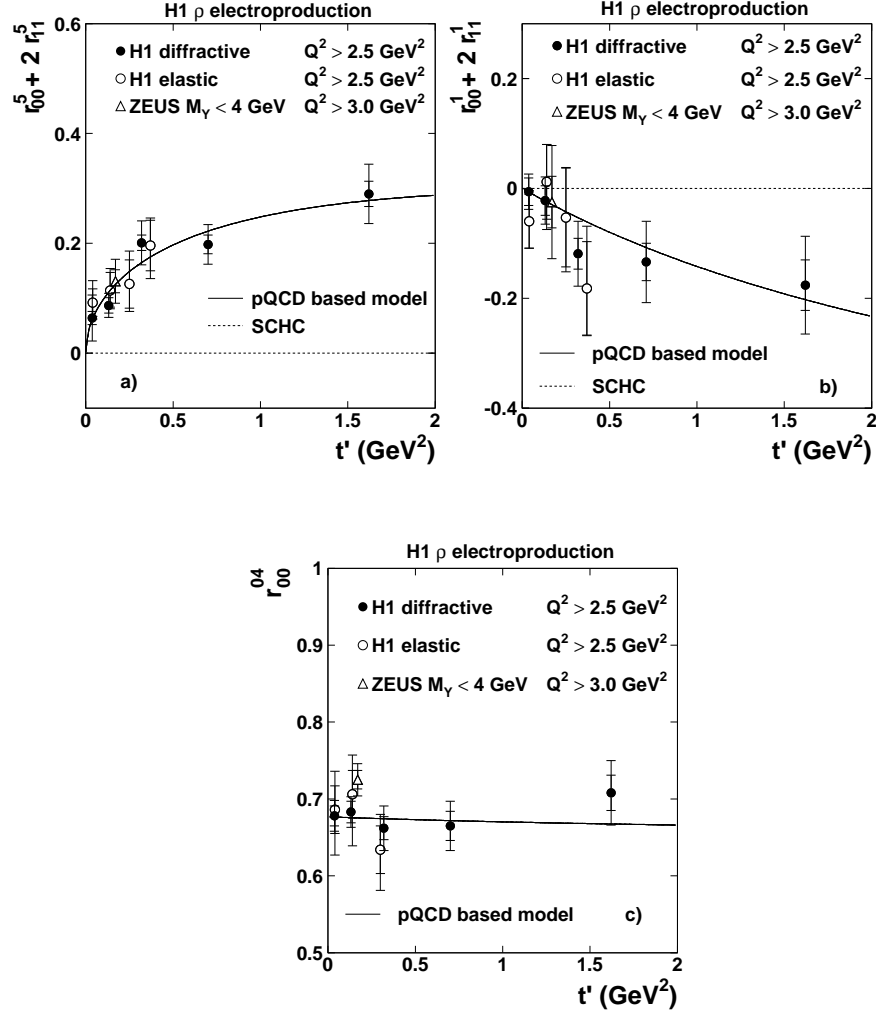 H1 ρ electroproduction
r⁵₀₀ + 2 r⁵₁₁
0.6
0.4
0.2
0
H1 diffractive Q² > 2.5 GeV²
H1 elastic Q² > 2.5 GeV²
ZEUS M_Y < 4 GeV Q² > 3.0 GeV²
pQCD based model
SCHC
a)
0 0.5 1 1.5 2
t' (GeV²)
H1 ρ electroproduction
r¹₀₀ + 2 r¹₁₁
0.2
0
-0.2
-0.4
H1 diffractive Q² > 2.5 GeV²
H1 elastic Q² > 2.5 GeV²
ZEUS M_Y < 4 GeV Q² > 3.0 GeV²
pQCD based model
SCHC
b)
0 0.5 1 1.5 2
t' (GeV²)
H1 ρ electroproduction
r⁰⁴₀₀
1
0.9
0.8
0.7
0.6
0.5
H1 diffractive Q² > 2.5 GeV²
H1 elastic Q² > 2.5 GeV²
ZEUS M_Y < 4 GeV Q² > 3.0 GeV²
pQCD based model c)
0 0.5 1 1.5 2
t' (GeV²)